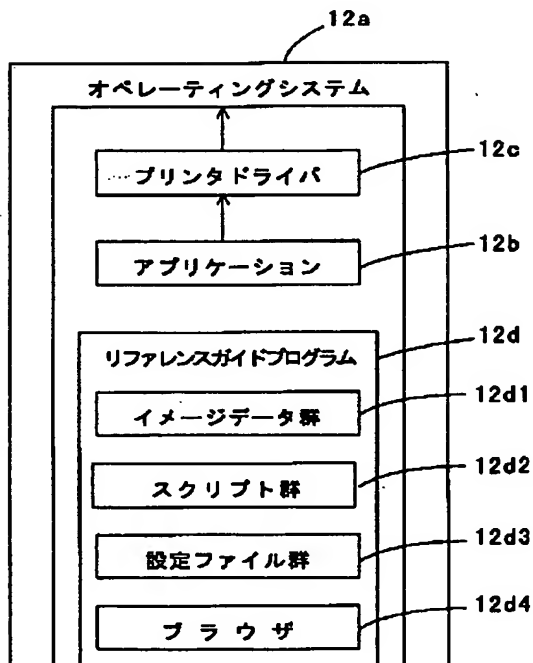 12a
オペレーティングシステム
プリンタドライバ
12c
アプリケーション
12b
リファレンスガイドプログラム
12d
イメージデータ群
12d1
スクリプト群
12d2
設定ファイル群
12d3
ブラウザ
12d4